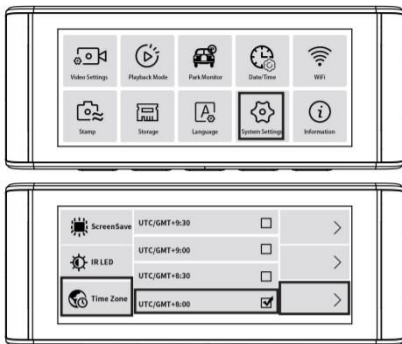 Video Settings
Playback Mode
Park Monitor
Date/Time
WiFi
Stamp
Storage
Language
System Settings
Information
ScreenSave
UTC/GMT+9:30
IR LED
UTC/GMT+9:00
UTC/GMT+8:30
Time Zone
UTC/GMT+8:00